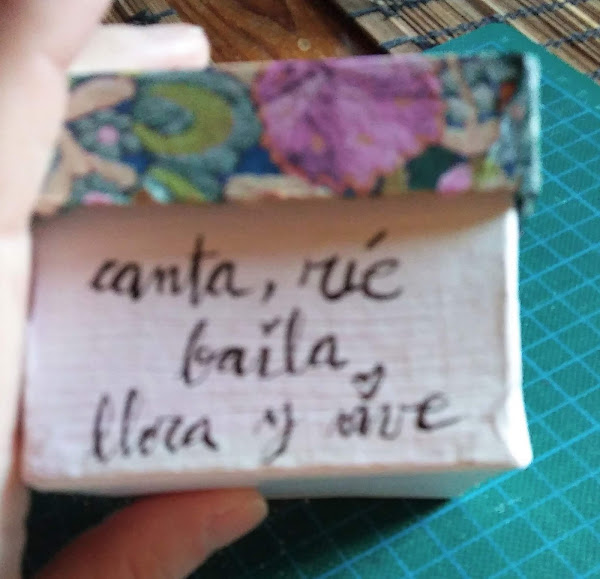 canta, ríe
baila,
llora y vive